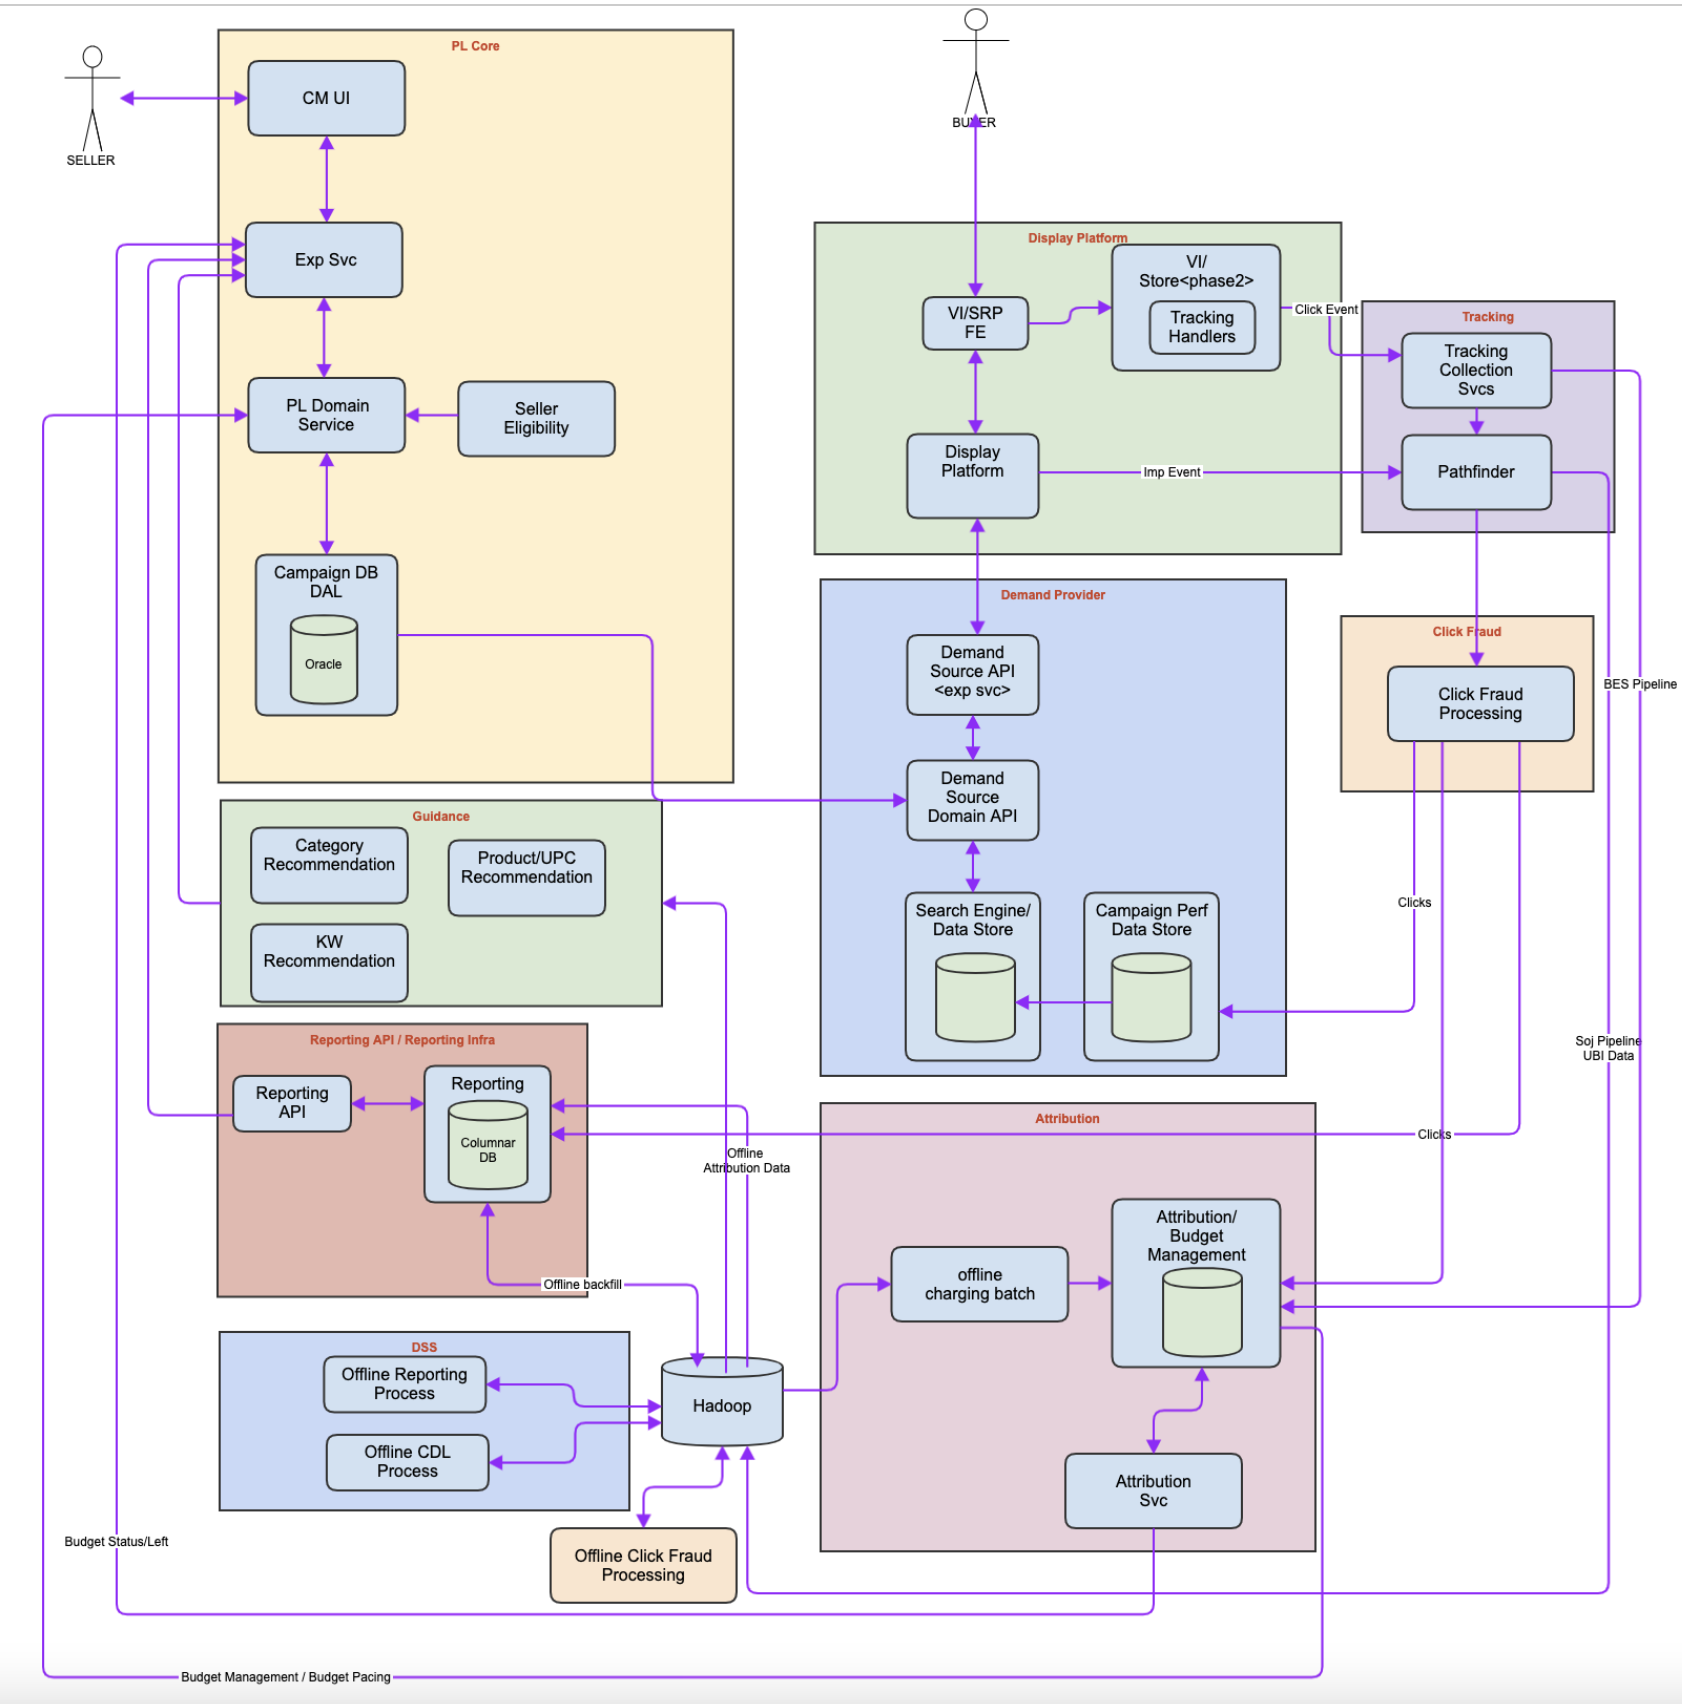 PL Core
CM UI
SELLER
BUYER
Exp Svc
PL Domain
Service
Seller
Eligibility
Campaign DB
DAL
Oracle
Display Platform
VI/
Store<phase2>
Tracking
Handlers
VI/SRP
FE
Click Event
Display
Platform
Imp Event
Tracking
Tracking
Collection
Svcs
Pathfinder
Demand Provider
Demand
Source API
<exp svc>
Demand
Source
Domain API
Search Engine/
Data Store
Campaign Perf
Data Store
Click Fraud
Click Fraud
Processing
BES Pipeline
Clicks
Soj Pipeline
UBI Data
Guidance
Category
Recommendation
Product/UPC
Recommendation
KW
Recommendation
Reporting API / Reporting Infra
Reporting
API
Reporting
Columnar
DB
Offline
Attribution Data
Offline backfill
Attribution
Clicks
Attribution/
Budget
Management
offline
charging batch
Attribution
Svc
DSS
Offline Reporting
Process
Offline CDL
Process
Hadoop
Offline Click Fraud
Processing
Budget Status/Left
Budget Management / Budget Pacing